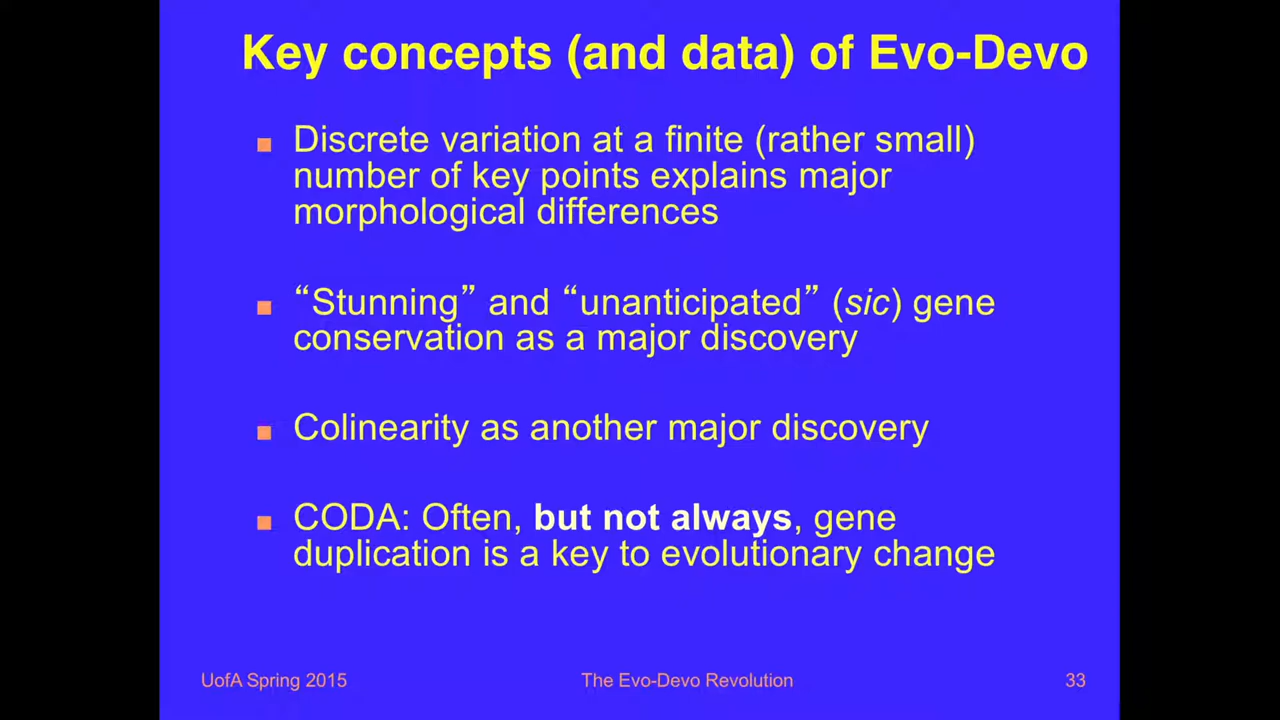 Key concepts (and data) of Evo-Devo
Discrete variation at a finite (rather small)
number of key points explains major
morphological differences
“Stunning” and “unanticipated” (sic) gene
conservation as a major discovery
Colinearity as another major discovery
CODA: Often, but not always, gene
duplication is a key to evolutionary change
UofA Spring 2015
The Evo-Devo Revolution
33